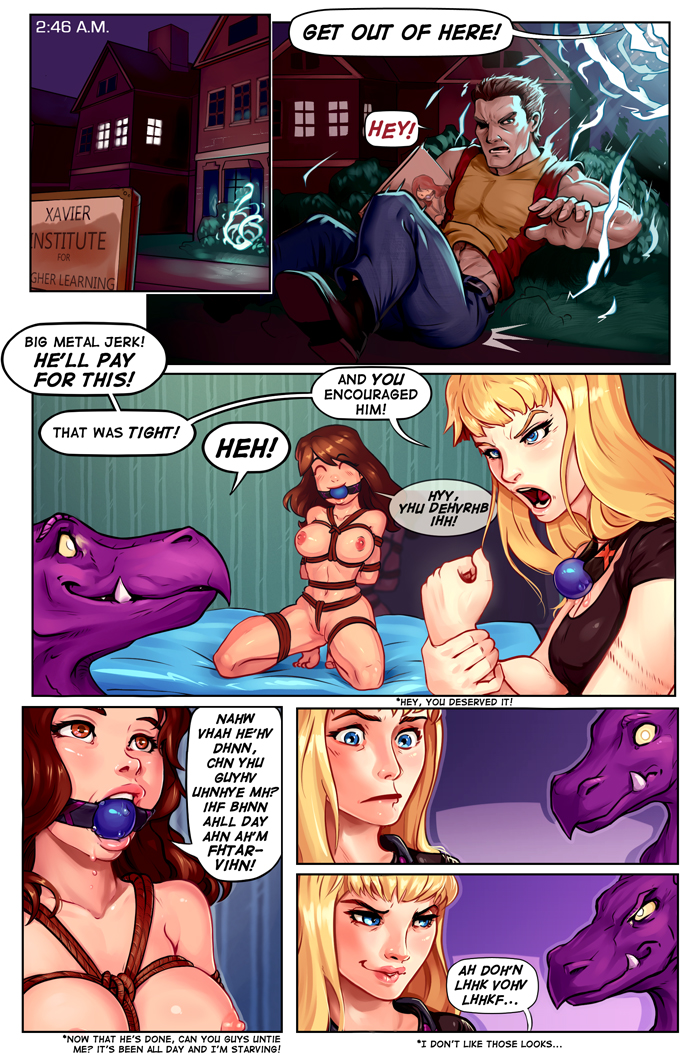 2:46 A.M.
XAVIER
INSTITUTE
FOR
GHER LEARNING
GET OUT OF HERE!
HEY!
BIG METAL JERK!
HE'LL PAY
FOR THIS!
THAT WAS TIGHT!
AND YOU
ENCOURAGED
HIM!
HEH!
HYY,
YHU DEHVRHB
IHH!
*HEY, YOU DESERVED IT!
NAHW
VHAH HE'HV
DHNN,
CHN YHU
GUYHV
UHNHYE MH?
IHF BHNN
AHLL DAY
AHN AH'M
FHTAR-
VIHN!
*NOW THAT HE'S DONE, CAN YOU GUYS UNTIE
ME? IT'S BEEN ALL DAY AND I'M STARVING!
AH DOH'N
LHHK VOHV
LHHKF...
*I DON'T LIKE THOSE LOOKS...